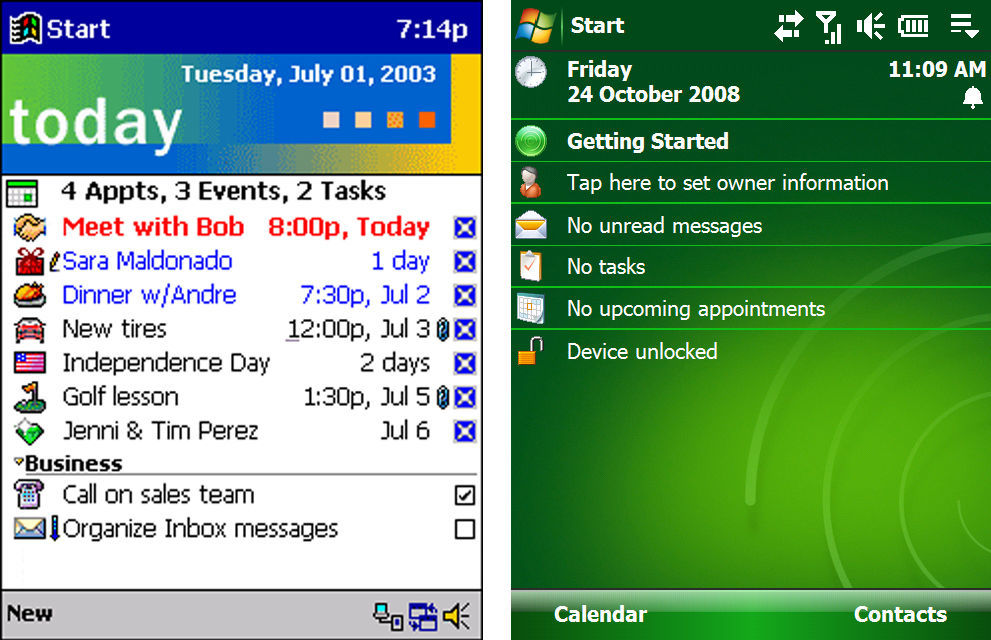 Start 7:14p
Tuesday, July 01, 2003
today
4 Appts, 3 Events, 2 Tasks
Meet with Bob 8:00p, Today
Sara Maldonado 1 day
Dinner w/Andre 7:30p, Jul 2
New tires 12:00p, Jul 3
Independence Day 2 days
Golf lesson 1:30p, Jul 5
Jenni & Tim Perez Jul 6
Business
Call on sales team
Organize Inbox messages
New
Start
Friday 11:09 AM
24 October 2008
Getting Started
Tap here to set owner information
No unread messages
No tasks
No upcoming appointments
Device unlocked
Calendar Contacts